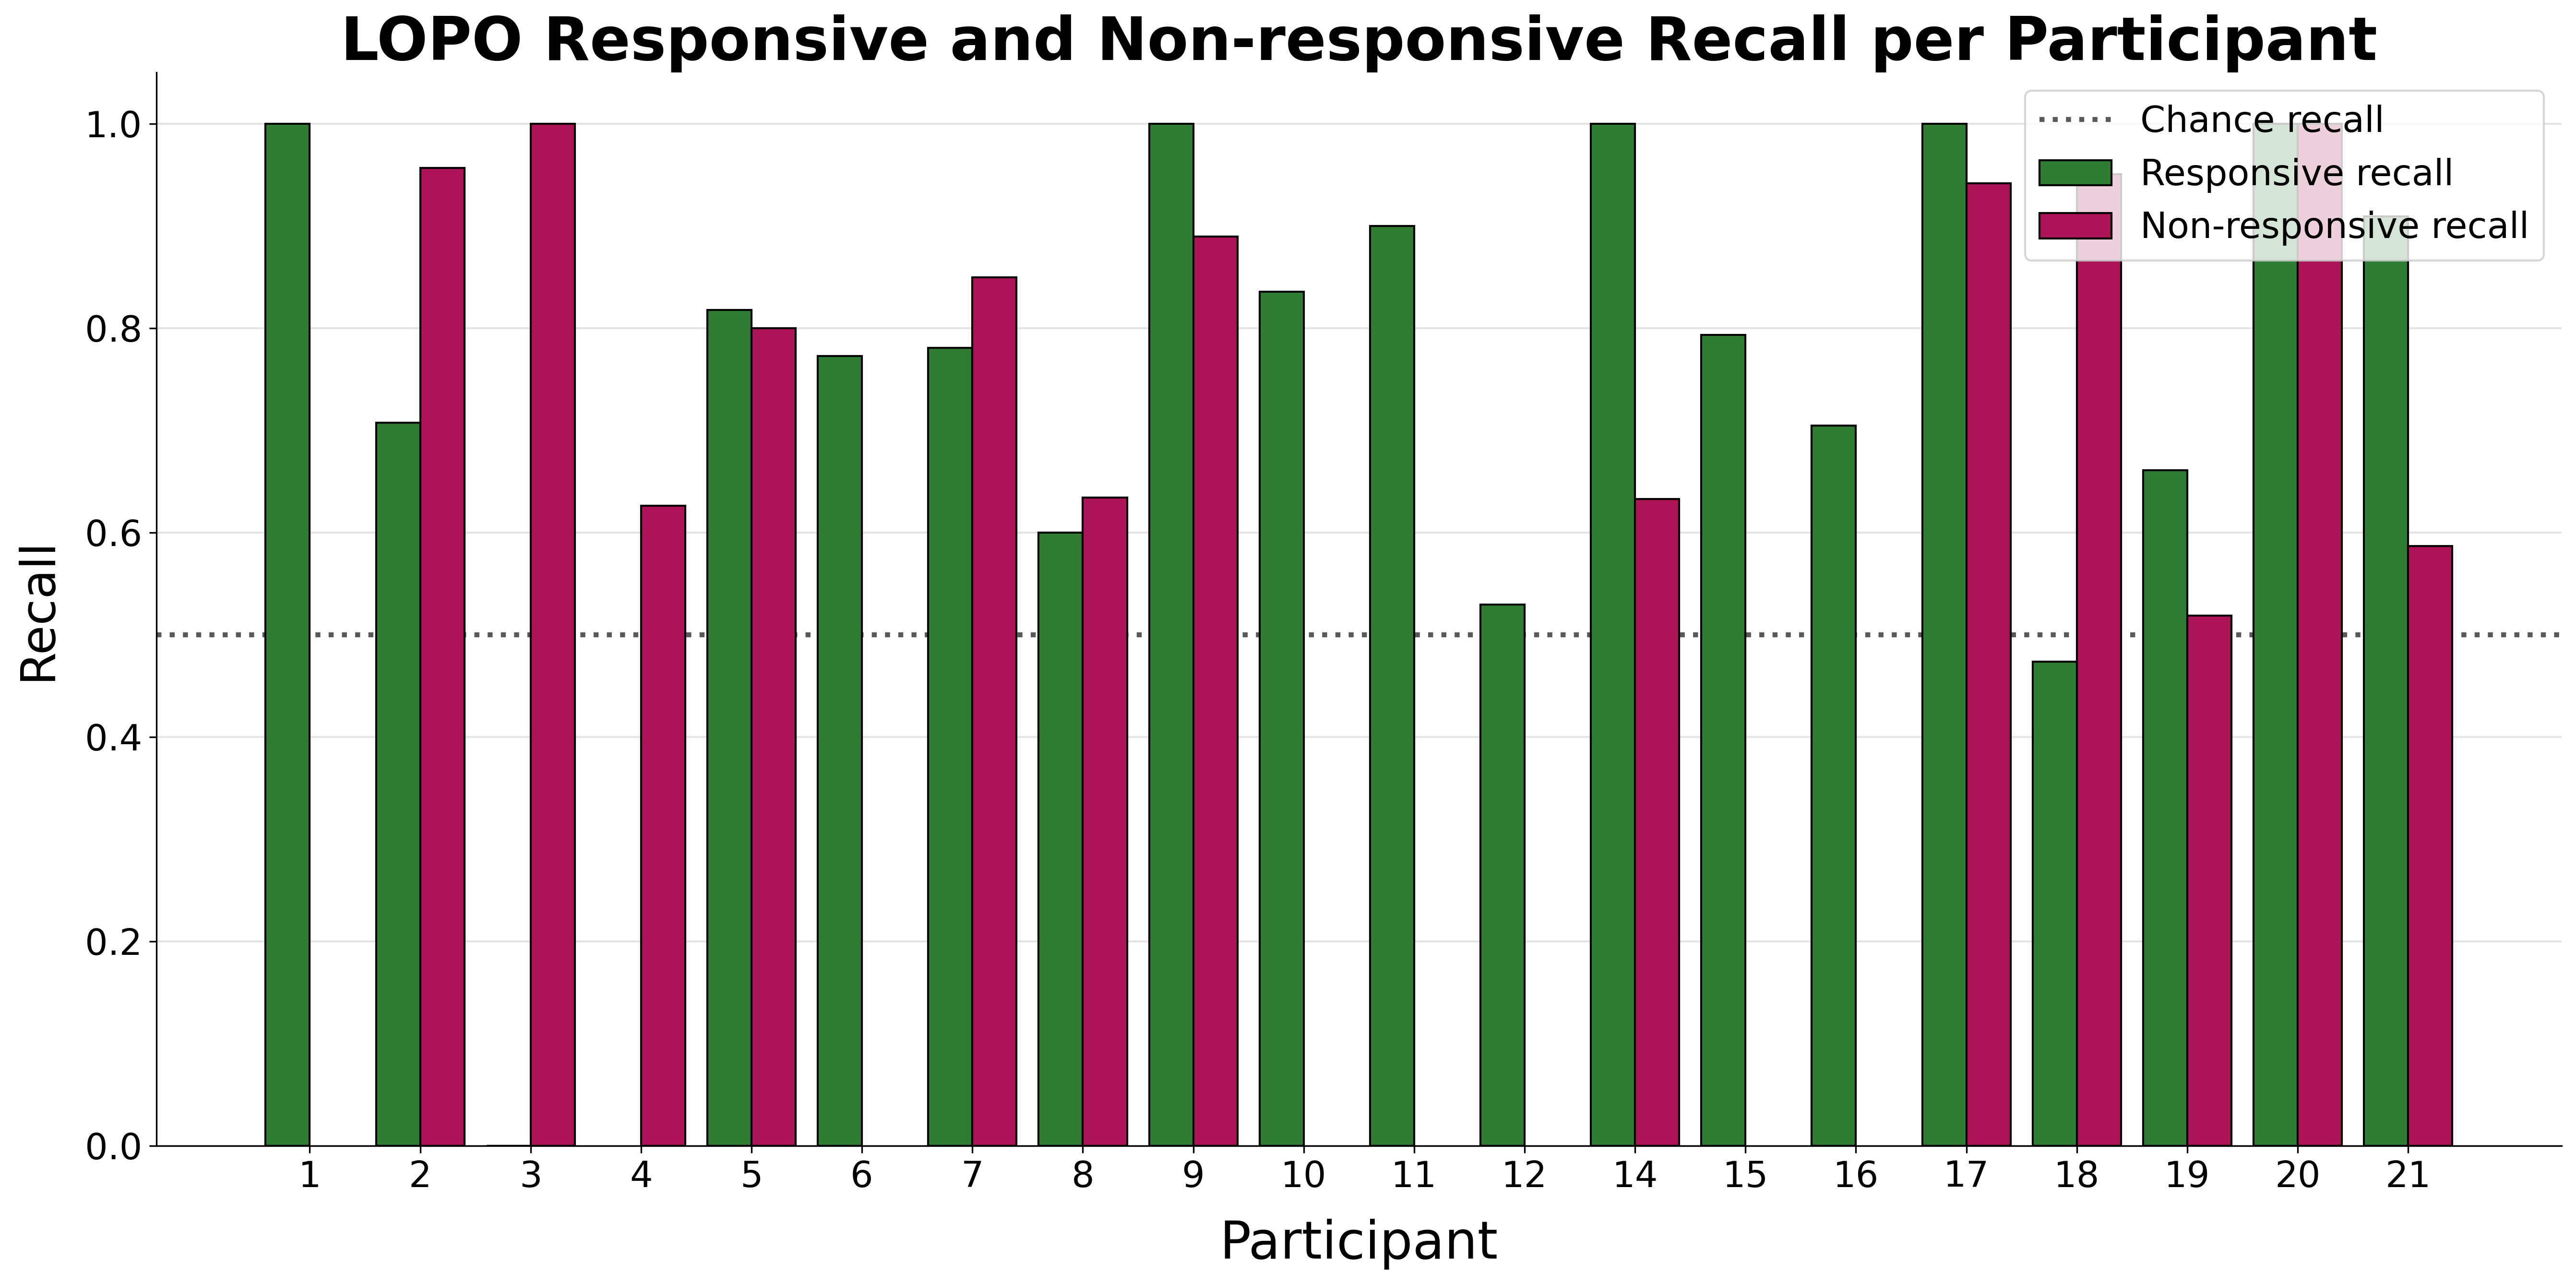 LOPO Responsive and Non-responsive Recall per Participant
Chance recall
Responsive recall
Non-responsive recall
Recall
1.0
0.8
0.6
0.4
0.2
0.0
1 2 3 4 5 6 7 8 9 10 11 12 14 15 16 17 18 19 20 21
Participant